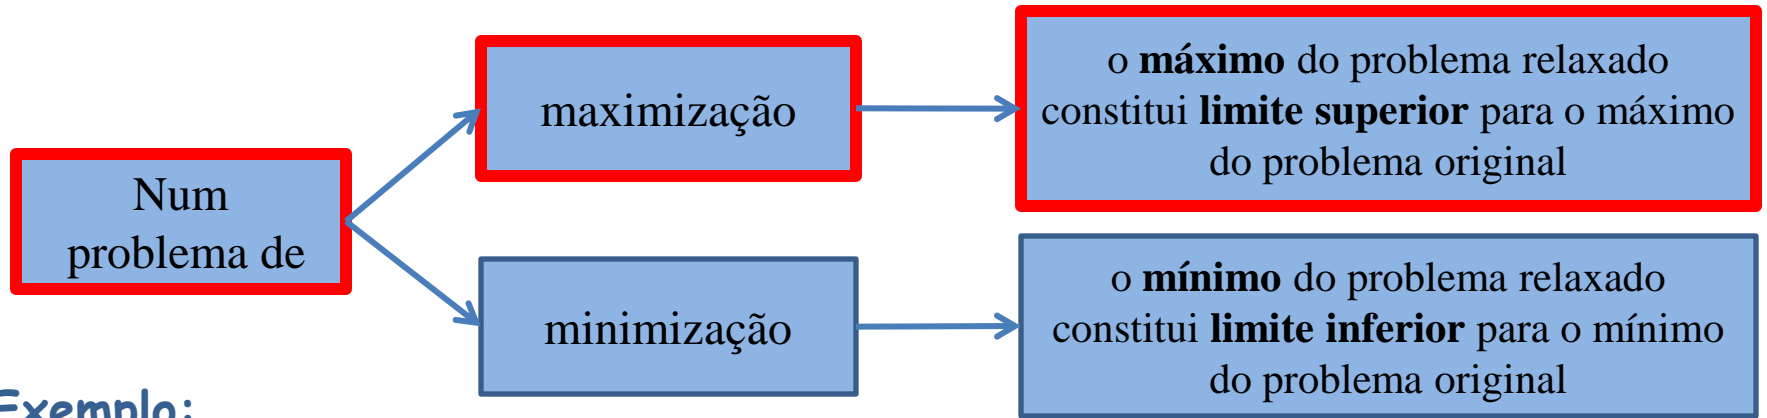 Num
problema de
maximização
o máximo do problema relaxado
constitui limite superior para o máximo
do problema original
minimização
o mínimo do problema relaxado
constitui limite inferior para o mínimo
do problema original
Exemplo: